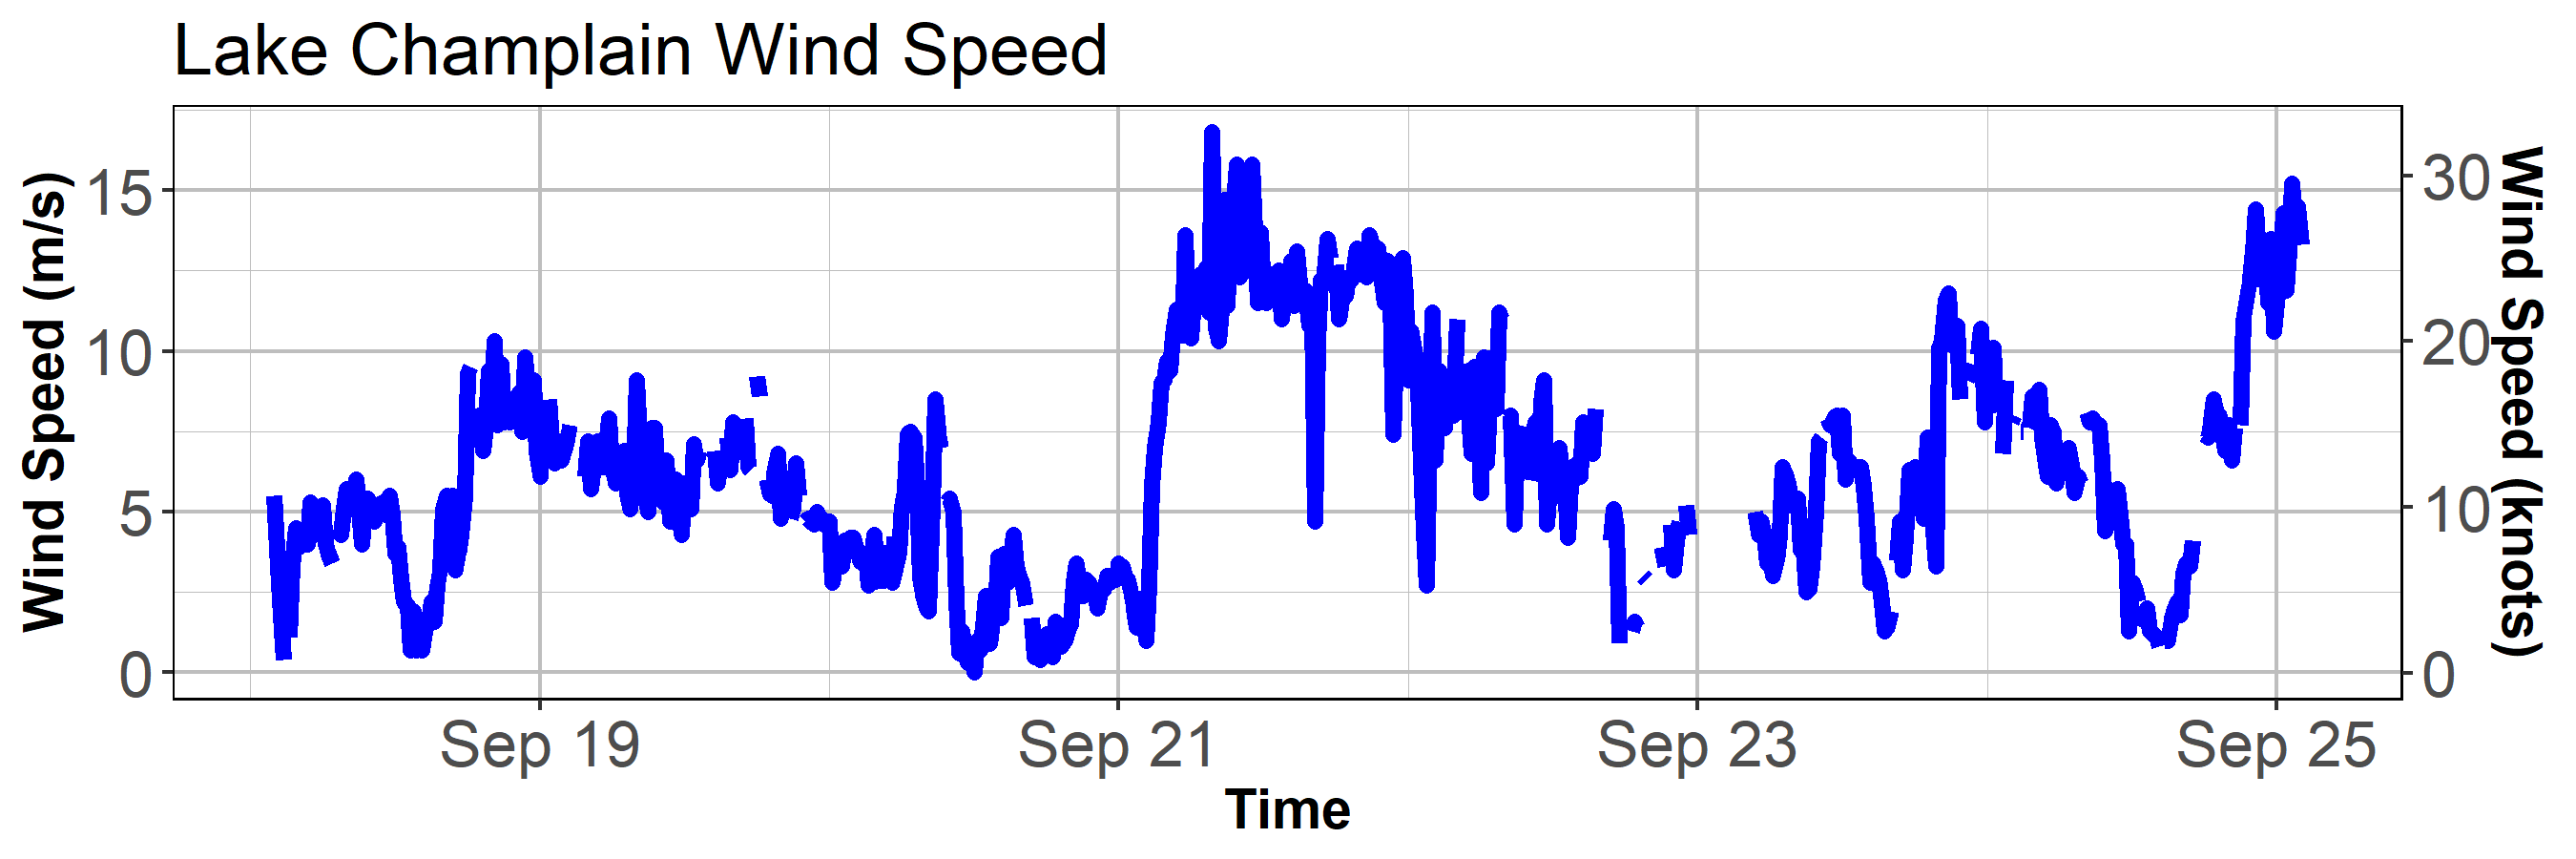 Lake Champlain Wind Speed
Wind Speed (m/s)
15
10
5
0
30
20
10
0
Wind Speed (knots)
Sep 19
Sep 21
Sep 23
Sep 25
Time